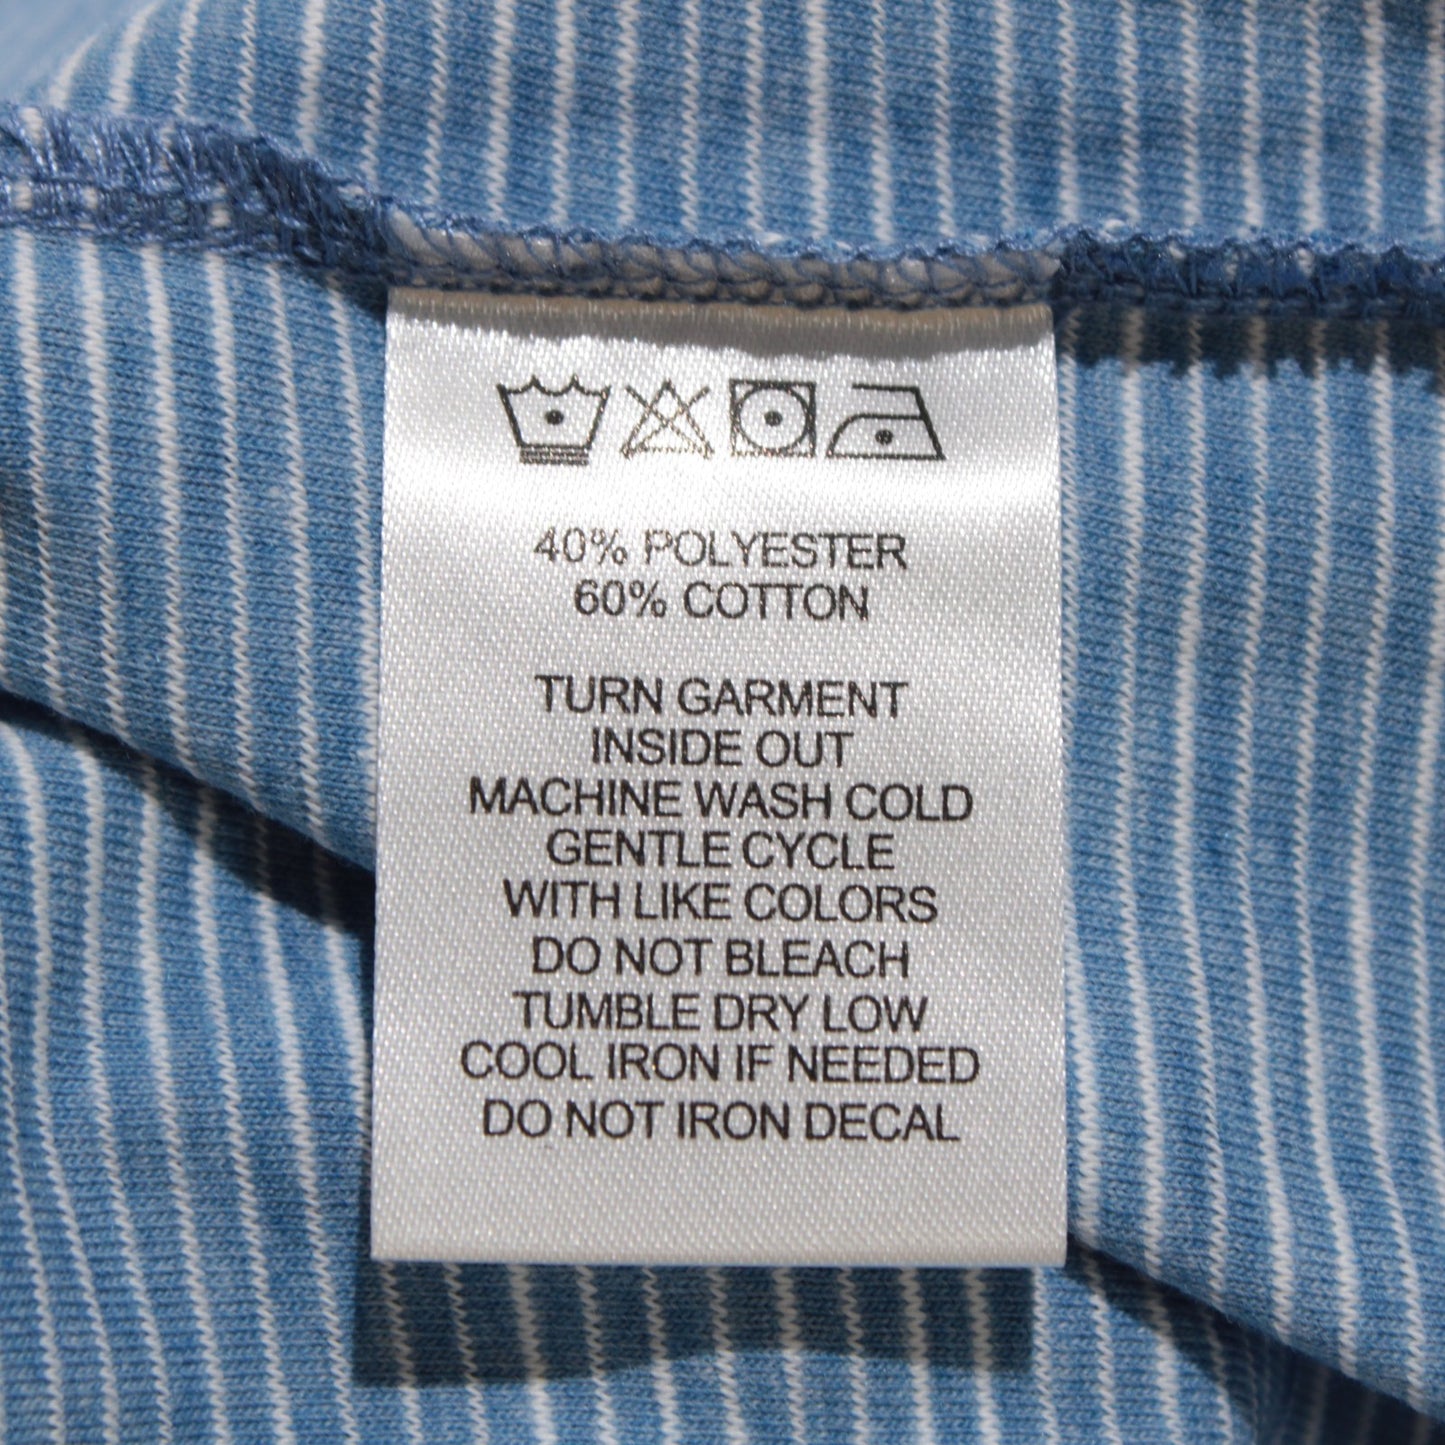 40% POLYESTER
60% COTTON
TURN GARMENT
INSIDE OUT
MACHINE WASH COLD
GENTLE CYCLE
WITH LIKE COLORS
DO NOT BLEACH
TUMBLE DRY LOW
COOL IRON IF NEEDED
DO NOT IRON DECAL